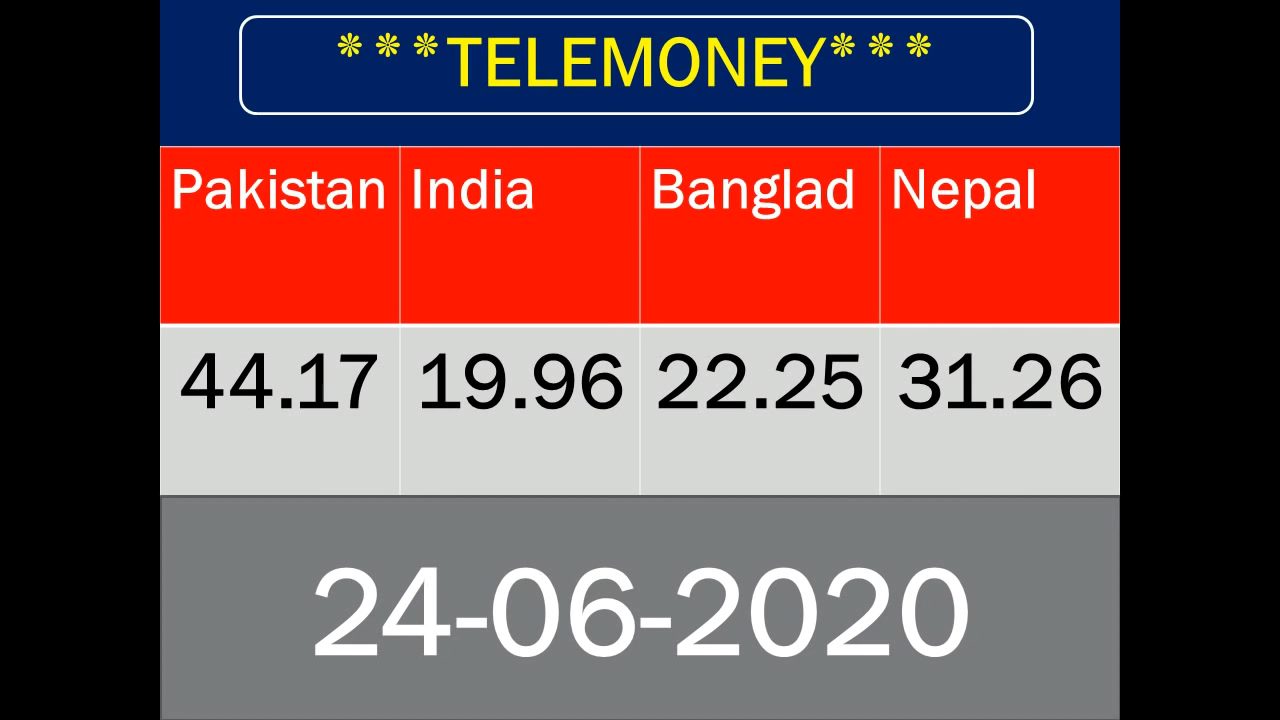 ***TELEMONEY***
Pakistan India Banglad Nepal
44.17 19.96 22.25 31.26
24-06-2020